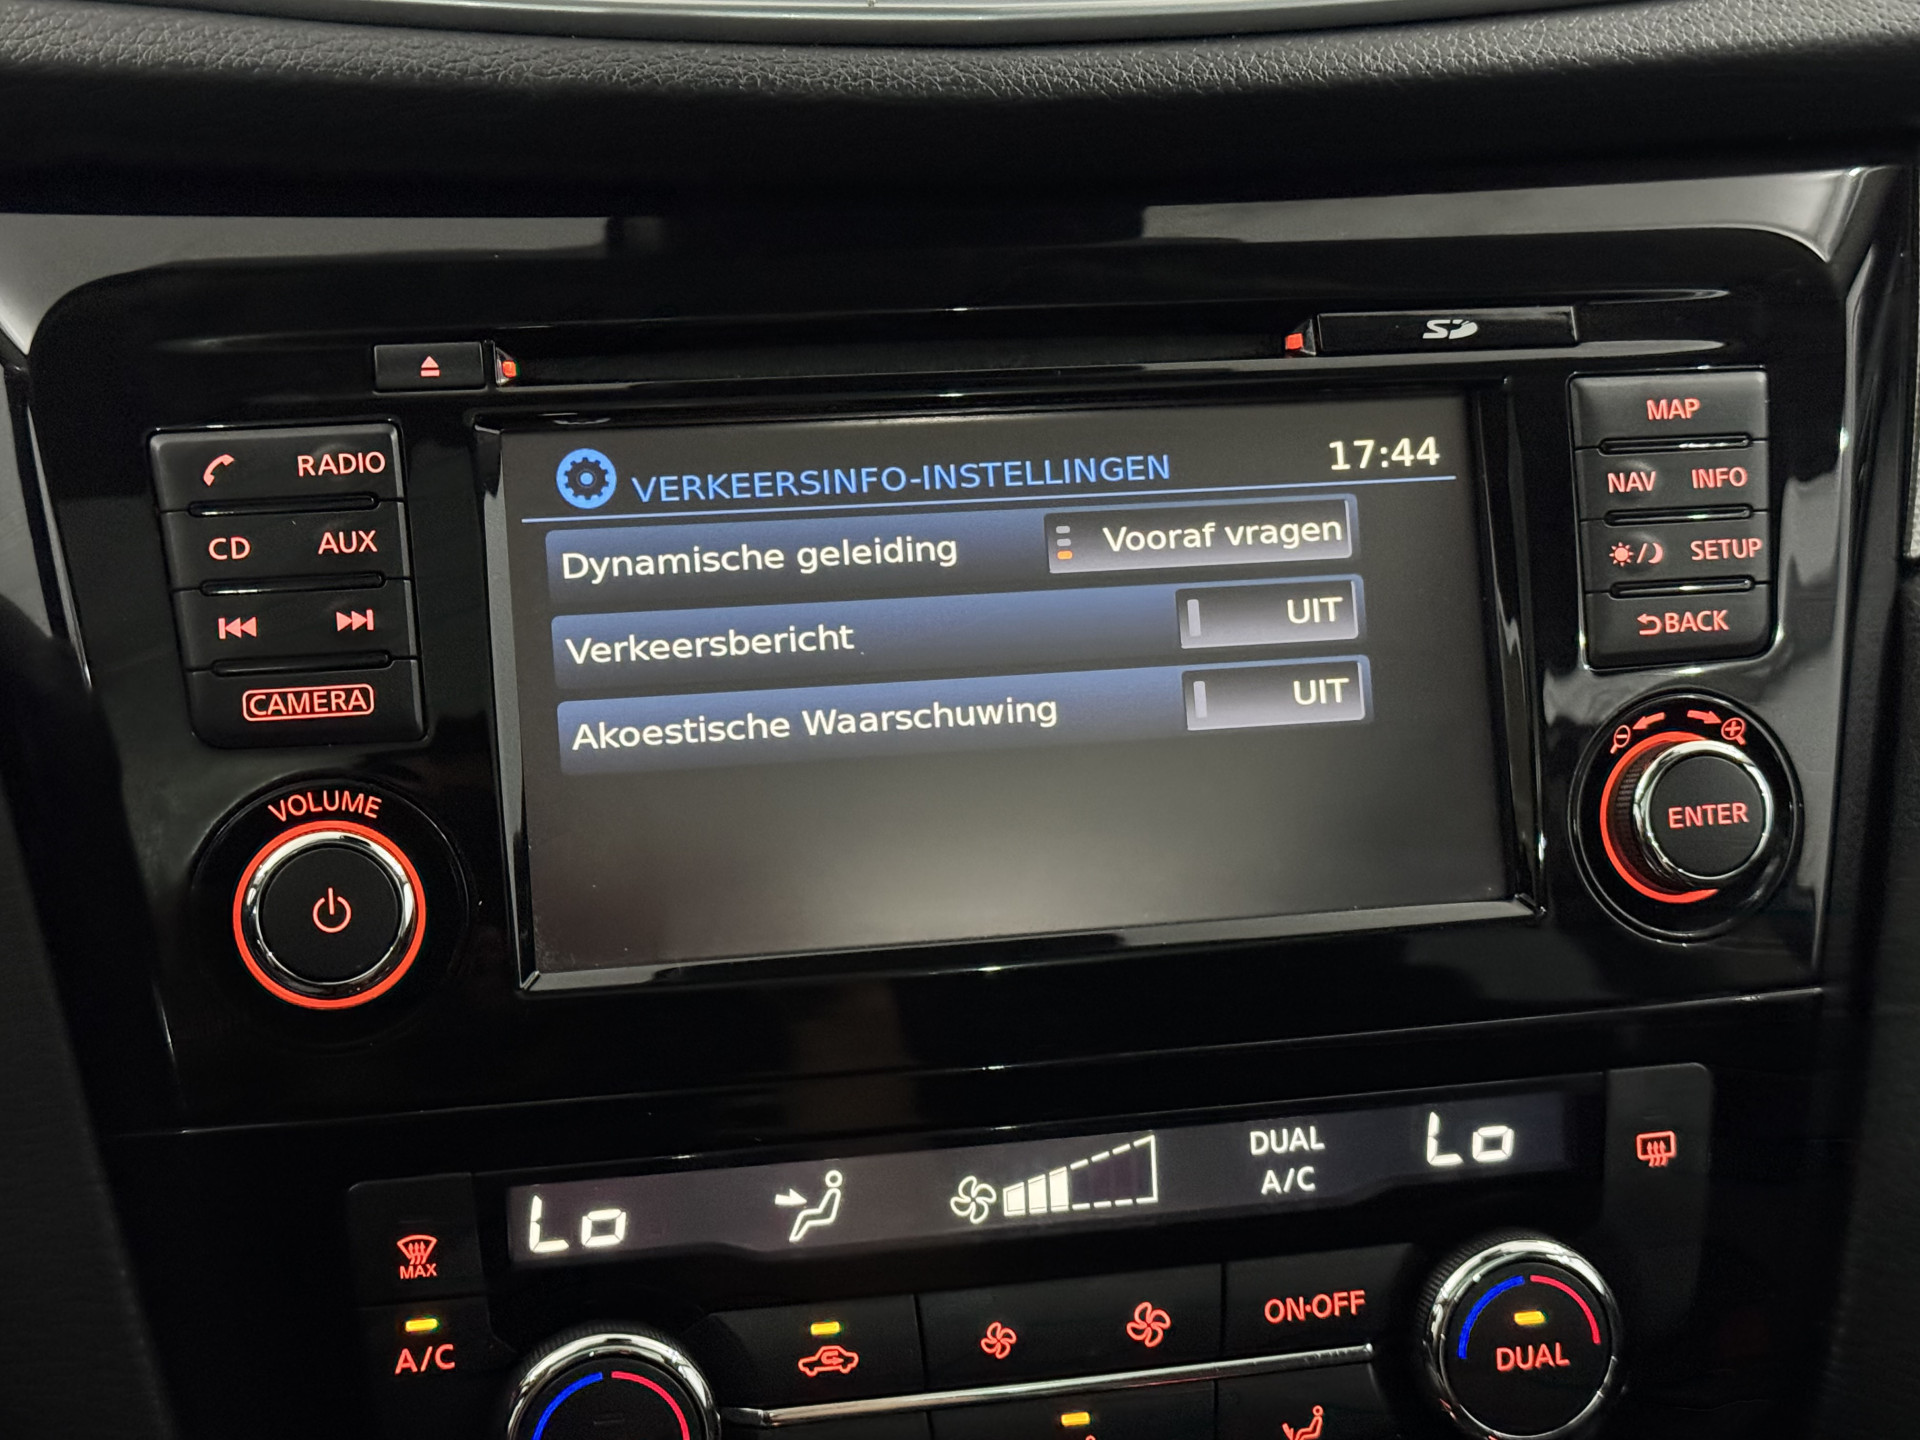 SD
RADIO
CD AUX
CAMERA
VOLUME
VERKEERSINFO-INSTELLINGEN 17:44
Dynamische geleiding Vooraf vragen
Verkeersbericht UIT
Akoestische Waarschuwing UIT
MAP
NAV INFO
SETUP
BACK
ENTER
Lo DUAL A/C Lo
MAX
A/C
ON•OFF
DUAL